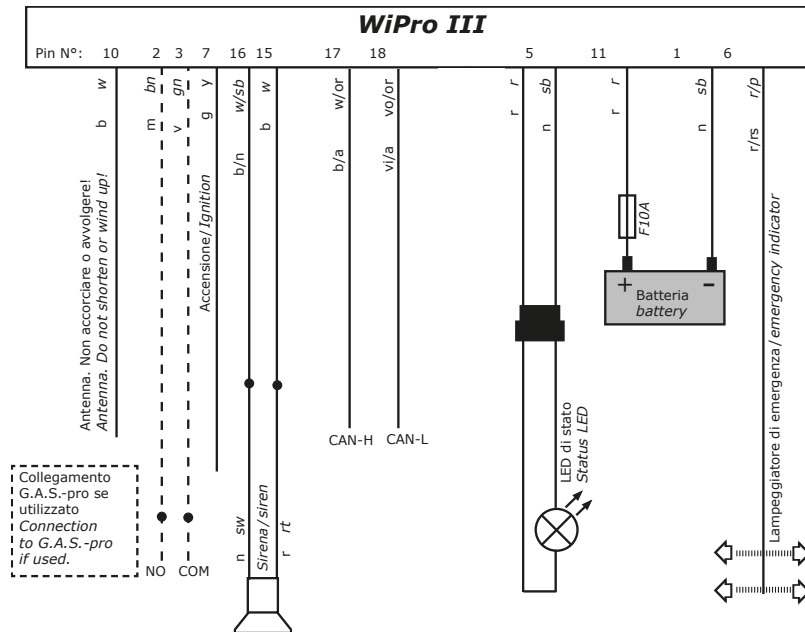 WiPro III
Pin N°: 10 2 3 7 16 15 17 18 5 11 1 6
w bn gn y w/sb w w/or vo/or r sb r sb r/p
b m v g b/n b b/a vi/a r n r n r/rs
Antenna. Non accorciare o avvolgere!
Antenna. Do not shorten or wind up!
Accensione/Ignition
F10A
+ -
Batteria
battery
Lampeggiatore di emergenza/emergency indicator
LED di stato
Status LED
CAN-H CAN-L
Collegamento
G.A.S.-pro se
utilizzato
Connection
to G.A.S.-pro
if used.
NO COM
sw rt
n r
Sirena/siren